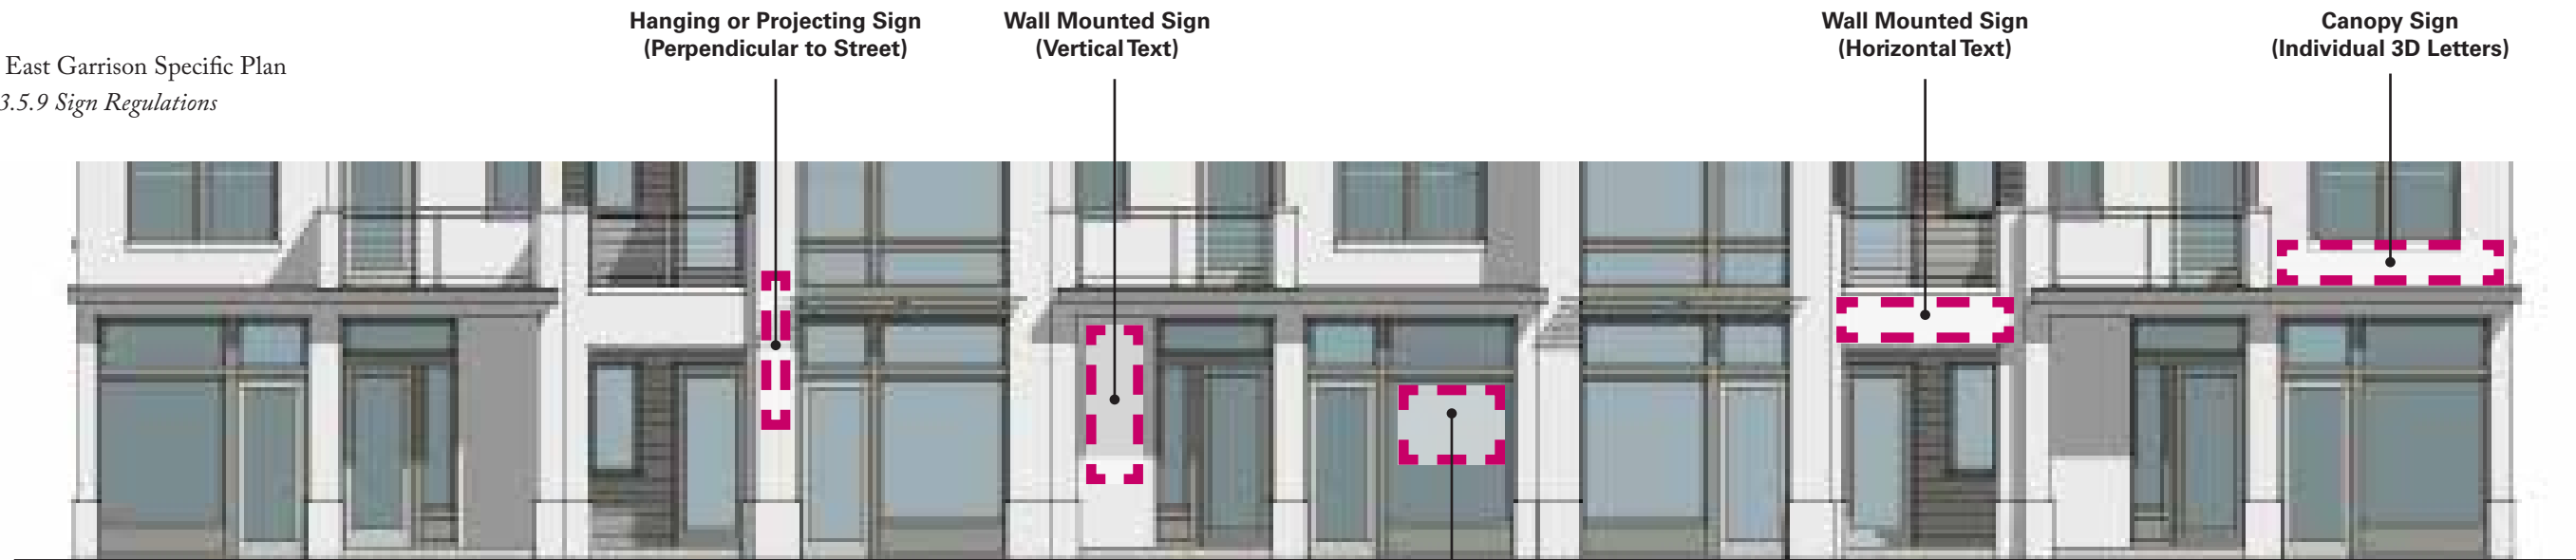 East Garrison Specific Plan
3.5.9 Sign Regulations
Hanging or Projecting Sign
(Perpendicular to Street)
Wall Mounted Sign
(Vertical Text)
Wall Mounted Sign
(Horizontal Text)
Canopy Sign
(Individual 3D Letters)